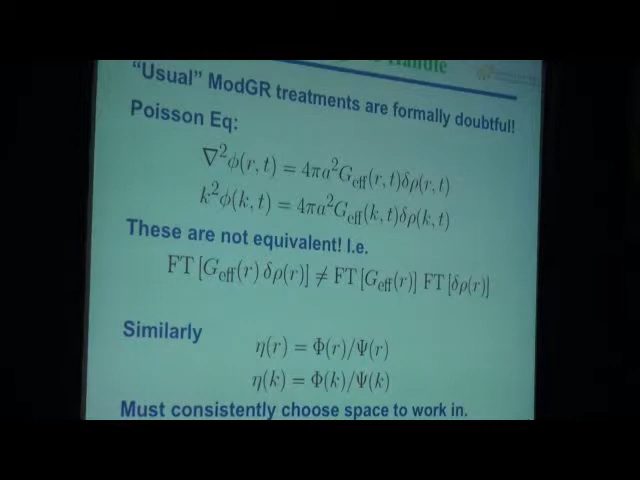 Handle
"Usual" ModGR treatments are formally doubtful!
Poisson Eq:
∇²ϕ(r, t) = 4πa²G_eff(r, t)δρ(r, t)
k²ϕ(k, t) = 4πa²G_eff(k, t)δρ(k, t)
These are not equivalent! I.e.
FT [G_eff(r) δρ(r)] ≠ FT [G_eff(r)] FT [δρ(r)]
Similarly
η(r) = Φ(r)/Ψ(r)
η(k) = Φ(k)/Ψ(k)
Must consistently choose space to work in.